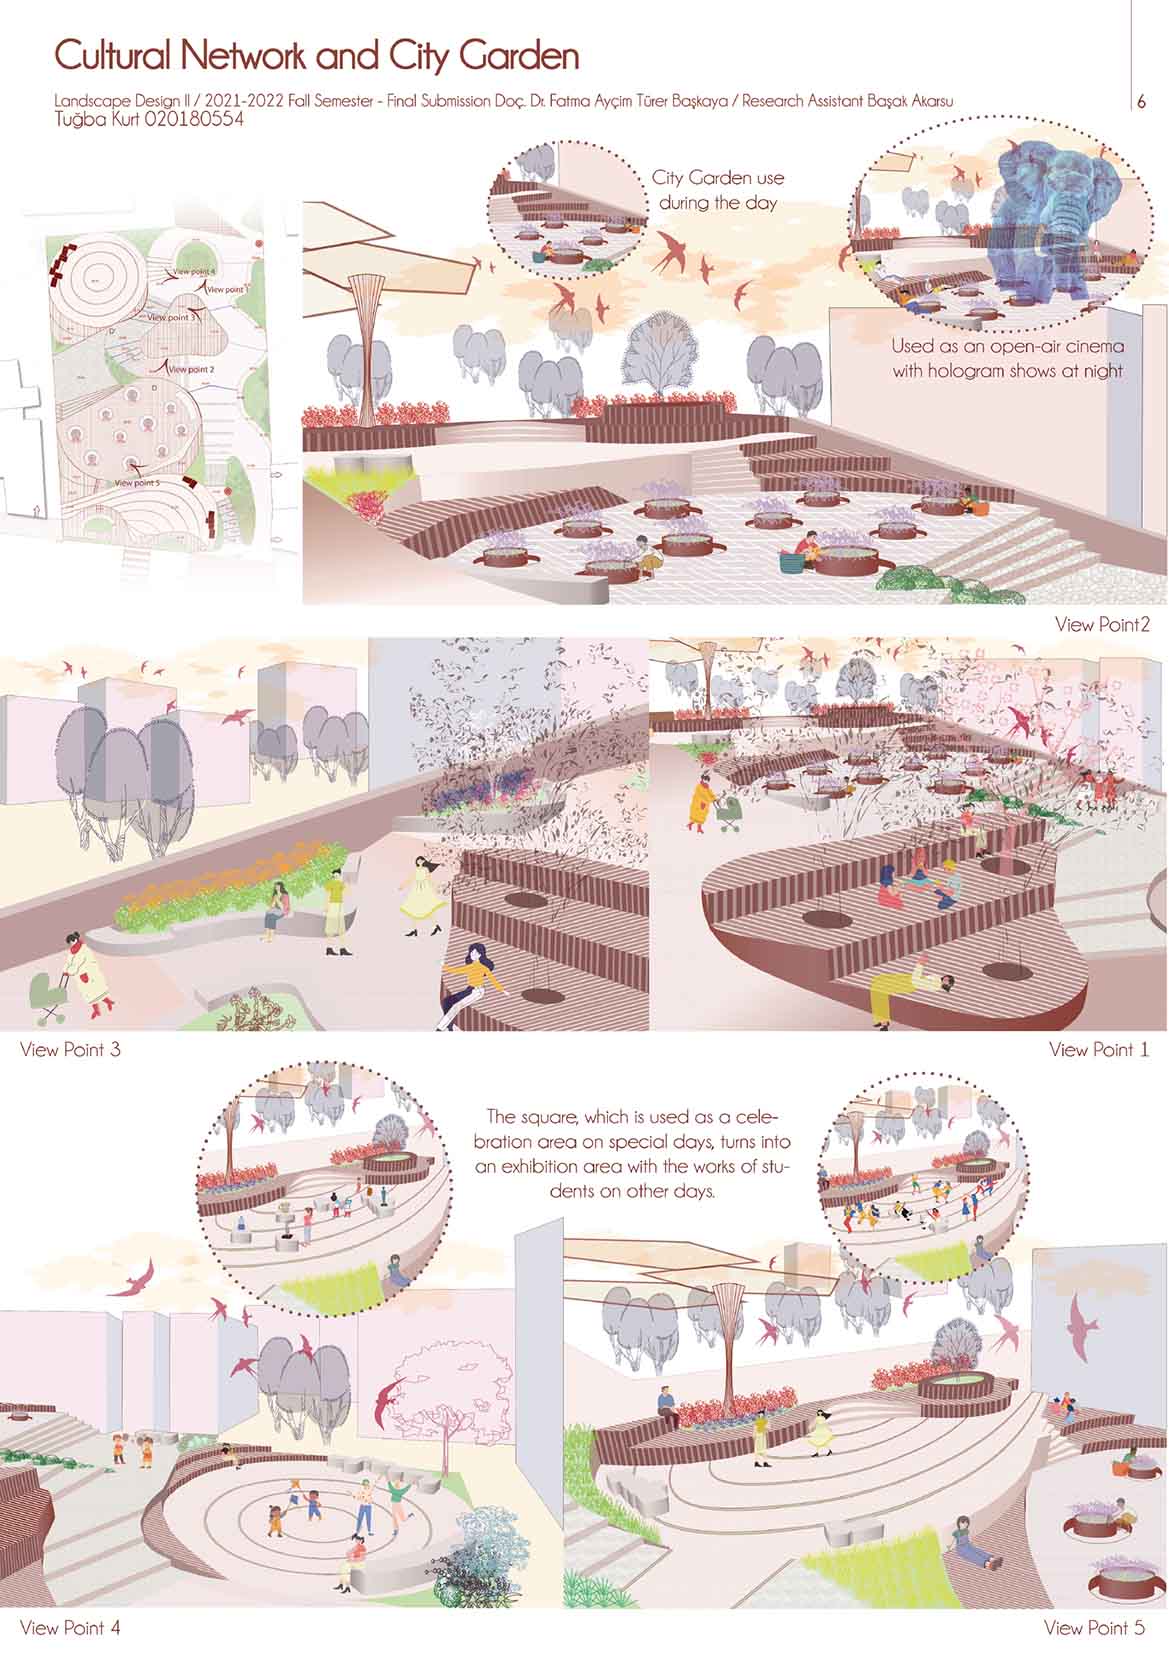 Cultural Network and City Garden
Landscape Design II / 2021-2022 Fall Semester - Final Submission Doç. Dr. Fatma Ayçim Türer Başkaya / Research Assistant Başak Akarsu
Tuğba Kurt 020180554
6
City Garden use
during the day
Used as an open-air cinema
with hologram shows at night
View point 4
View point 1
View point 3
View point 2
View point 5
View Point2
View Point 3
View Point 1
The square, which is used as a cele-
bration area on special days, turns into
an exhibition area with the works of stu-
dents on other days.
View Point 4
View Point 5